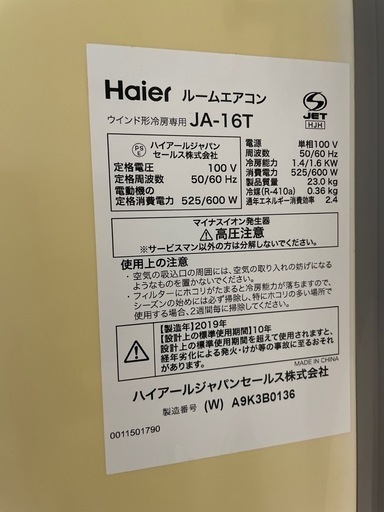 Haier ルームエアコン
ウインド形冷房専用 JA-16T
S
JET
HJH
PS
E
ハイアールジャパン
セールス株式会社
定格電圧 100 V
定格周波数 50/60 Hz
電動機の
定格消費電力 525/600 W
電源 単相100 V
周波数 50/60 Hz
冷房能力 1.4/1.6 KW
消費電力 525/600 W
製品質量 23.0 kg
冷媒(R-410a) 0.36 kg
通年エネルギー消費効率 2.4
マイナスイオン発生器
高圧注意
※サービスマン以外の方は分解しないでください。
使用上の注意
・空気の吸込口の周囲には、空気の取り入れの妨げになる
ようなものを置かないでください。
・フィルターにホコリがたまると冷房能力が落ちますので、
シーズンの始めには必ず掃除し、特にホコリの多い場所で
使用する場合、2週間毎に掃除してください。
【製造年】2019年
【設計上の標準使用期間】10年
設計上の標準使用期間を超えて使用されますと、
経年劣化による発火・けが等の事故に至るおそれ
があります。
MADE IN CHINA
ハイアールジャパンセールス株式会社
製造番号 (W) A9K3B0136
0011501790